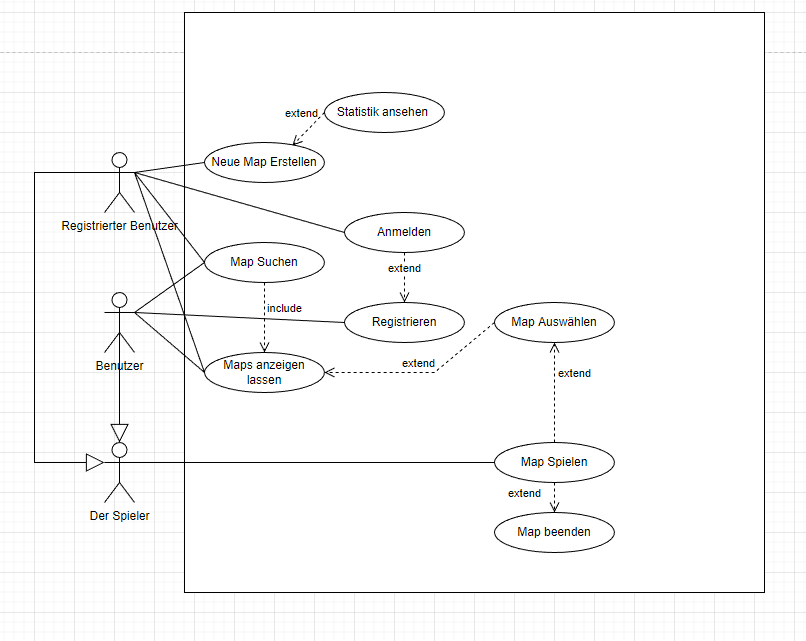 Statistik ansehen
extend
Neue Map Erstellen
Registrierter Benutzer
Anmelden
Map Suchen
extend
include
Registrieren
Map Auswählen
Benutzer
Maps anzeigen
lassen
extend
extend
Map Spielen
extend
Der Spieler
Map beenden